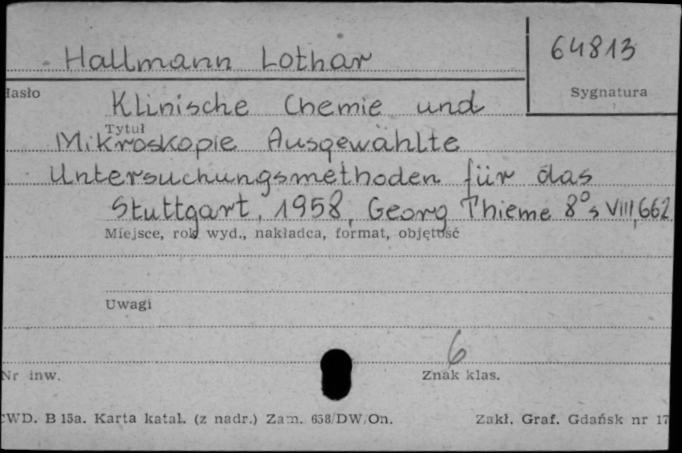 Hallmann Lothar
64813
Hasło
Sygnatura
Klinische Chemie und
Tytuł
Mikroskopie Ausgewählte
Untersuchungsmethoden für das
Stuttgart, 1958, Georg Thieme 8° s VIII, 662
Miejsce, rok wyd., nakładca, format, objętość
Uwagi
6
Nr inw.
Znak klas.
CWD. B 15a. Karta katal. (z nadr.) Zam. 658/DW/On.
Zakł. Graf. Gdańsk nr 17